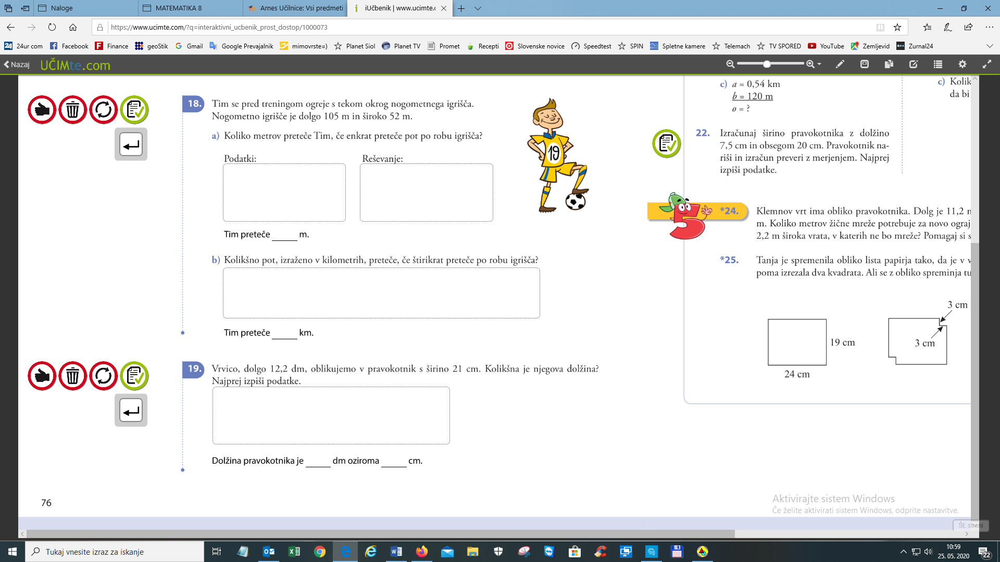 Naloge
MATEMATIKA 8
Arnes Učilnice: Vsi predmeti
iUčbenik | www.ucimte.c
https://www.ucimte.com/?q=interaktivni_ucbenik_prost_dostop/1000073
24ur com
Facebook
Finance
geoStik
Gmail
Google Prevajalnik
mimovrste=)
Planet Siol
Planet TV
Promet
Recepti
Slovenske novice
Speedtest
SPIN
Spletne kamere
Telemach
TV SPORED
YouTube
Zemljevid
Zurnal24
Nazaj
UČIMte.com
18. Tim se pred treningom ogreje s tekom okrog nogometnega igrišča.
Nogometno igrišče je dolgo 105 m in široko 52 m.
a) Koliko metrov preteče Tim, če enkrat preteče pot po robu igrišča?
Podatki:
Reševanje:
19
Tim preteče _____ m.
b) Kolikšno pot, izraženo v kilometrih, preteče, če štirikrat preteče po robu igrišča?
Tim preteče _____ km.
19. Vrvico, dolgo 12,2 dm, oblikujemo v pravokotnik s širino 21 cm. Kolikšna je njegova dolžina?
Najprej izpiši podatke.
Dolžina pravokotnika je _____ dm oziroma _____ cm.
76
c) a = 0,54 km
b = 120 m
o = ?
c) Kolik
da bi
22. Izračunaj širino pravokotnika z dolžino
7,5 cm in obsegom 20 cm. Pravokotnik na-
riši in izračun preveri z merjenjem. Najprej
izpiši podatke.
5
*24. Klemnov vrt ima obliko pravokotnika. Dolg je 11,2 m
m. Koliko metrov žične mreže potrebuje za novo ograj
2,2 m široka vrata, v katerih ne bo mreže? Pomagaj si s
*25. Tanja je spremenila obliko lista papirja tako, da je v v
poma izrezala dva kvadrata. Ali se z obliko spreminja tu
3 cm
19 cm
3 cm
24 cm
Aktivirajte sistem Windows
Če želite aktivirati sistem Windows, odprite nastavitve.
Št. strani
Tukaj vnesite izraz za iskanje
10:59
25. 05. 2020
22